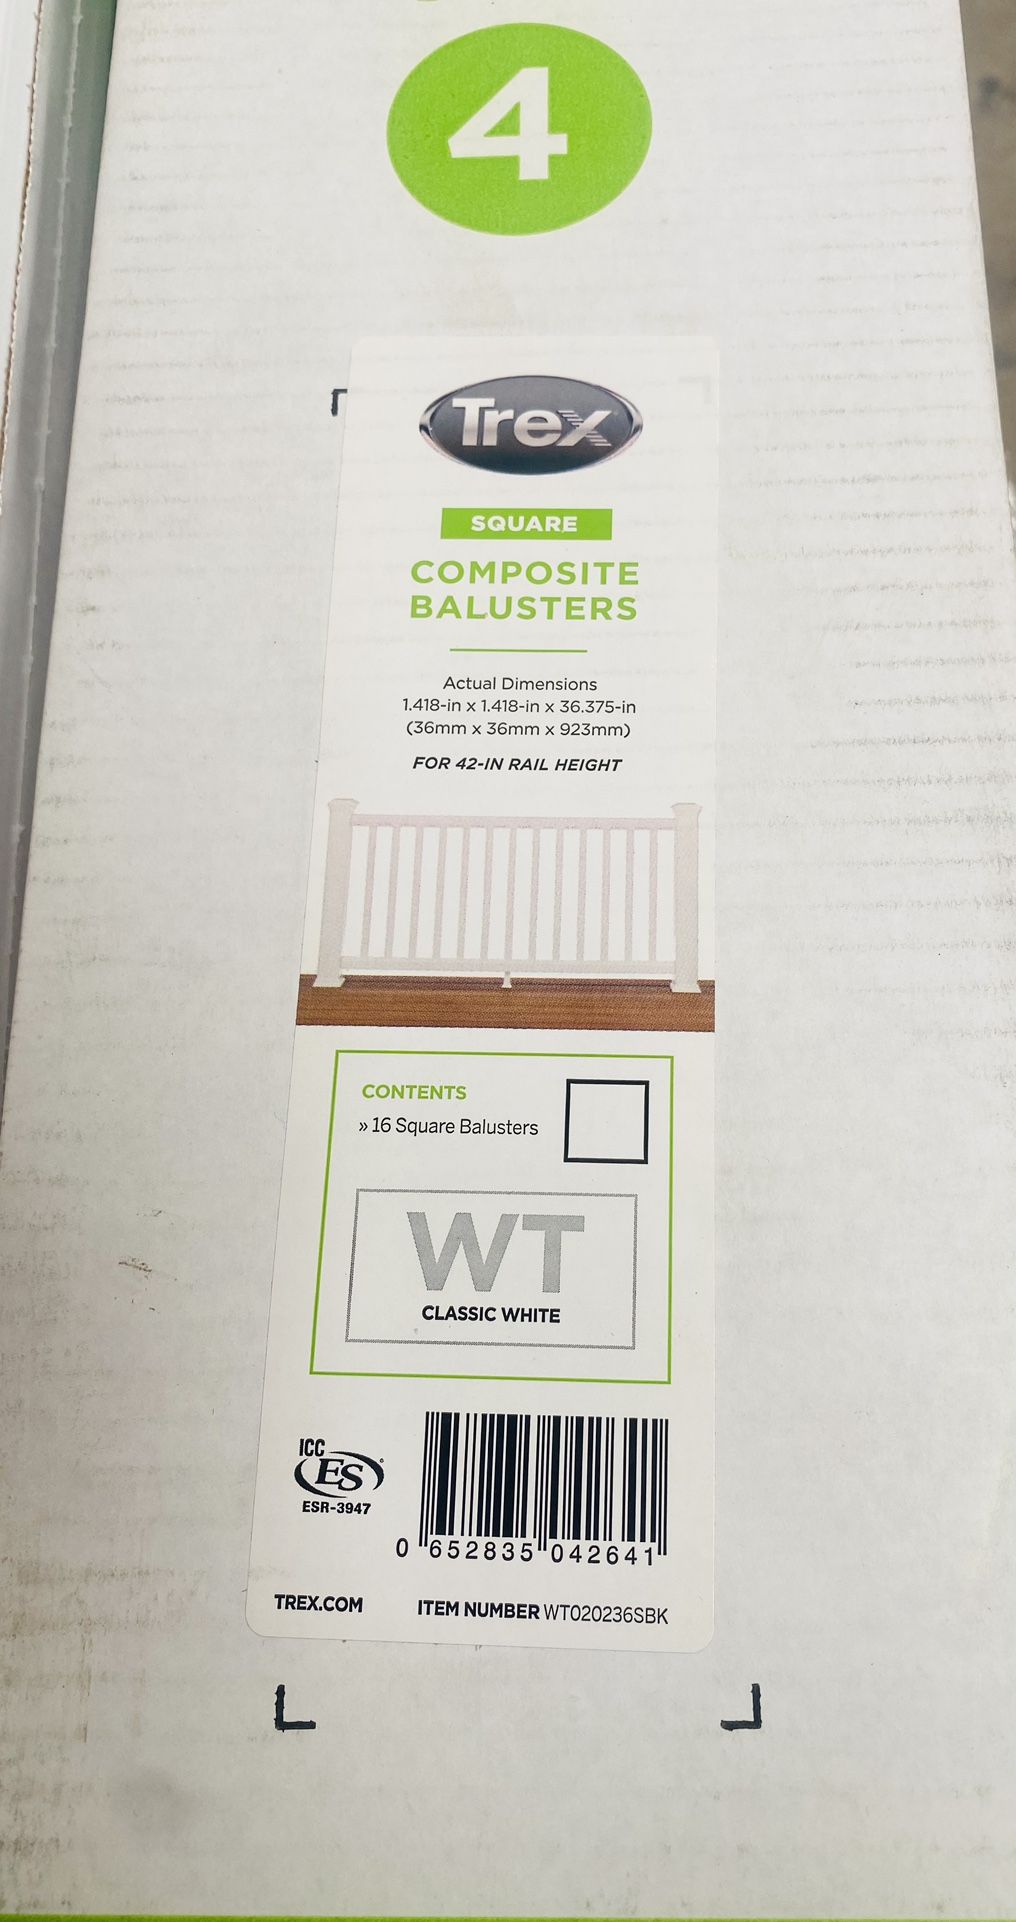 4
Trex
SQUARE
COMPOSITE
BALUSTERS
Actual Dimensions
1.418-in x 1.418-in x 36.375-in
(36mm x 36mm x 923mm)
FOR 42-IN RAIL HEIGHT
CONTENTS
» 16 Square Balusters
WT
CLASSIC WHITE
ICC
ES
ESR-3947
0 652835 042641
TREX.COM
ITEM NUMBER WT020236SBK